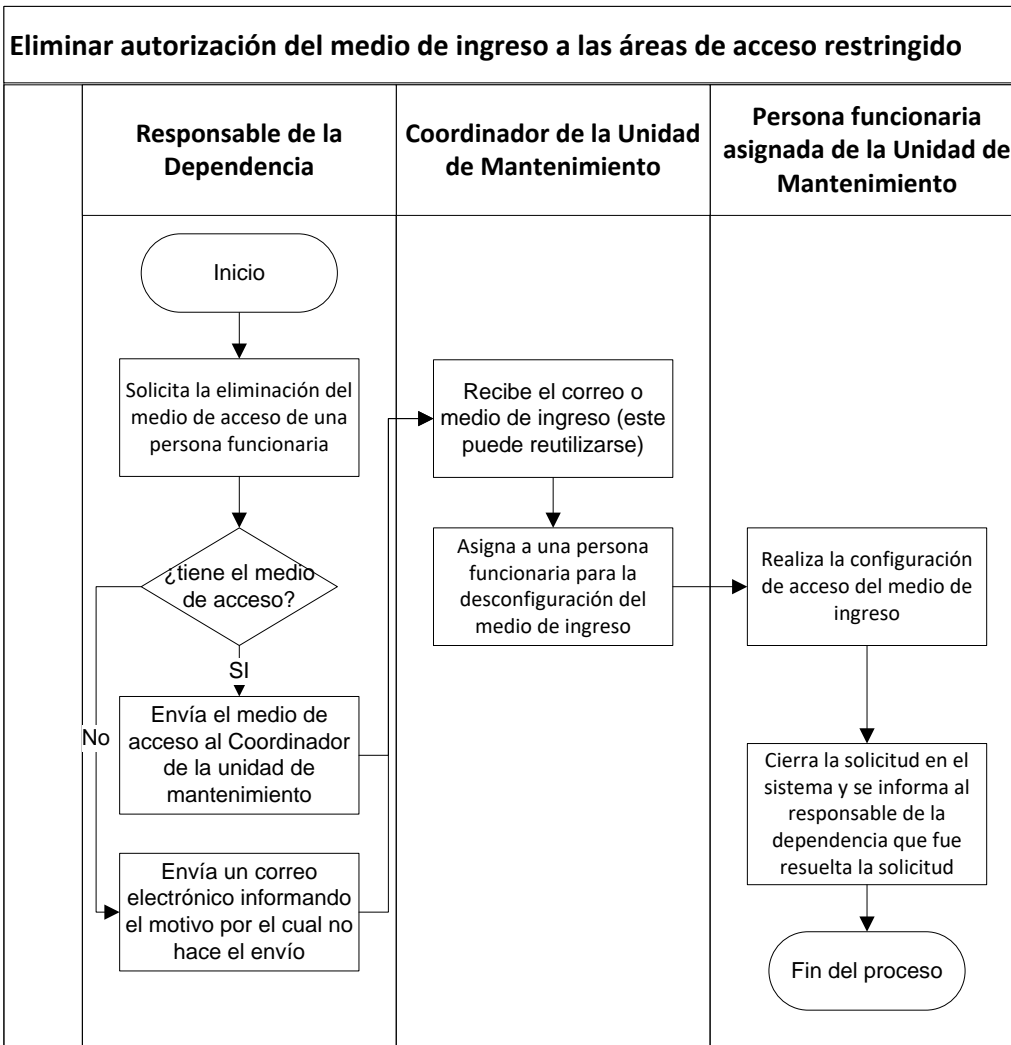 Eliminar autorización del medio de ingreso a las áreas de acceso restringido
Responsable de la
Dependencia
Coordinador de la Unidad
de Mantenimiento
Persona funcionaria
asignada de la Unidad de
Mantenimiento
Inicio
Solicita la eliminación del
medio de acceso de una
persona funcionaria
¿tiene el medio
de acceso?
SI
No
Envía el medio de
acceso al Coordinador
de la unidad de
mantenimiento
Envía un correo
electrónico informando
el motivo por el cual no
hace el envío
Recibe el correo o
medio de ingreso (este
puede reutilizarse)
Asigna a una persona
funcionaria para la
desconfiguración del
medio de ingreso
Realiza la configuración
de acceso del medio de
ingreso
Cierra la solicitud en el
sistema y se informa al
responsable de la
dependencia que fue
resuelta la solicitud
Fin del proceso